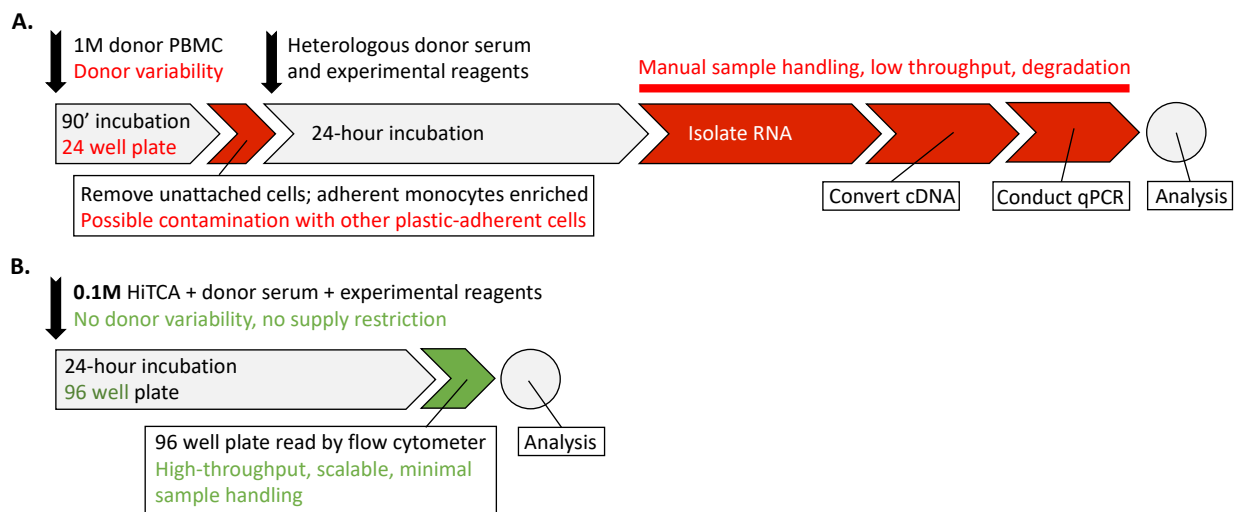 A.
1M donor PBMC
Donor variability
Heterologous donor serum
and experimental reagents
Manual sample handling, low throughput, degradation
90’ incubation
24 well plate
24-hour incubation
Isolate RNA
Remove unattached cells; adherent monocytes enriched
Possible contamination with other plastic-adherent cells
Convert cDNA
Conduct qPCR
Analysis
B.
0.1M HiTCA + donor serum + experimental reagents
No donor variability, no supply restriction
24-hour incubation
96 well plate
96 well plate read by flow cytometer
High-throughput, scalable, minimal
sample handling
Analysis